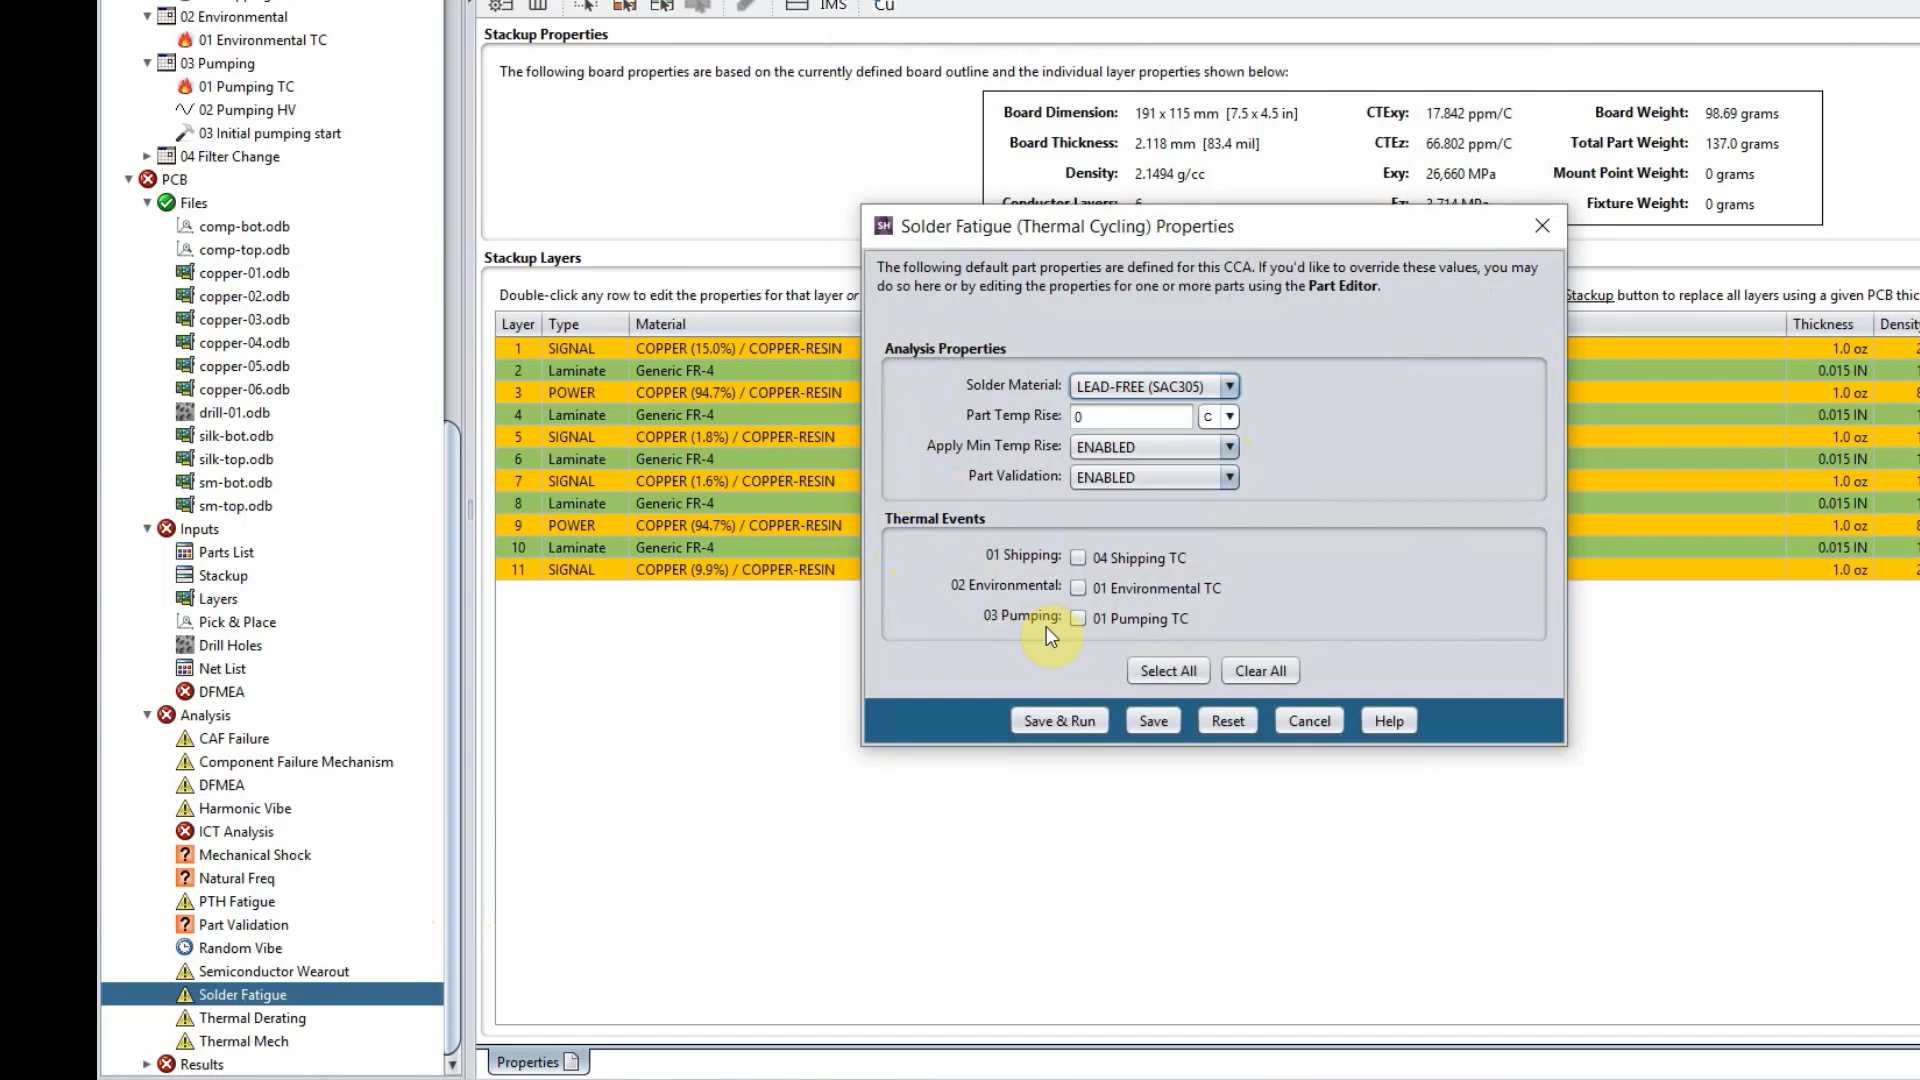 IMS
Cu
02 Environmental
01 Environmental TC
03 Pumping
01 Pumping TC
02 Pumping HV
03 Initial pumping start
04 Filter Change
PCB
Files
comp-bot.odb
comp-top.odb
copper-01.odb
copper-02.odb
copper-03.odb
copper-04.odb
copper-05.odb
copper-06.odb
drill-01.odb
silk-bot.odb
silk-top.odb
sm-bot.odb
sm-top.odb
Inputs
Parts List
Stackup
Layers
Pick & Place
Drill Holes
Net List
DFMEA
Analysis
CAF Failure
Component Failure Mechanism
DFMEA
Harmonic Vibe
ICT Analysis
Mechanical Shock
Natural Freq
PTH Fatigue
Part Validation
Random Vibe
Semiconductor Wearout
Solder Fatigue
Thermal Derating
Thermal Mech
Results
Stackup Properties
The following board properties are based on the currently defined board outline and the individual layer properties shown below:
Board Dimension: 191 x 115 mm [7.5 x 4.5 in] CTExy: 17.842 ppm/C Board Weight: 98.69 grams
Board Thickness: 2.118 mm [83.4 mil] CTEz: 66.802 ppm/C Total Part Weight: 137.0 grams
Density: 2.1494 g/cc Exy: 26,660 MPa Mount Point Weight: 0 grams
Conductor Layers: 6 Ez: 3,714 MPa Fixture Weight: 0 grams
Stackup Layers
Double-click any row to edit the properties for that layer or
Stackup button to replace all layers using a given PCB thic
Layer Type Material Thickness Density
1 SIGNAL COPPER (15.0%) / COPPER-RESIN 1.0 oz
2 Laminate Generic FR-4 0.015 IN
3 POWER COPPER (94.7%) / COPPER-RESIN 1.0 oz
4 Laminate Generic FR-4 0.015 IN
5 SIGNAL COPPER (1.8%) / COPPER-RESIN 1.0 oz
6 Laminate Generic FR-4 0.015 IN
7 SIGNAL COPPER (1.6%) / COPPER-RESIN 1.0 oz
8 Laminate Generic FR-4 0.015 IN
9 POWER COPPER (94.7%) / COPPER-RESIN 1.0 oz
10 Laminate Generic FR-4 0.015 IN
11 SIGNAL COPPER (9.9%) / COPPER-RESIN 1.0 oz
SH Solder Fatigue (Thermal Cycling) Properties
The following default part properties are defined for this CCA. If you'd like to override these values, you may
do so here or by editing the properties for one or more parts using the Part Editor.
Analysis Properties
Solder Material: LEAD-FREE (SAC305)
Part Temp Rise: 0 C
Apply Min Temp Rise: ENABLED
Part Validation: ENABLED
Thermal Events
01 Shipping: 04 Shipping TC
02 Environmental: 01 Environmental TC
03 Pumping: 01 Pumping TC
Select All Clear All
Save & Run Save Reset Cancel Help
Properties